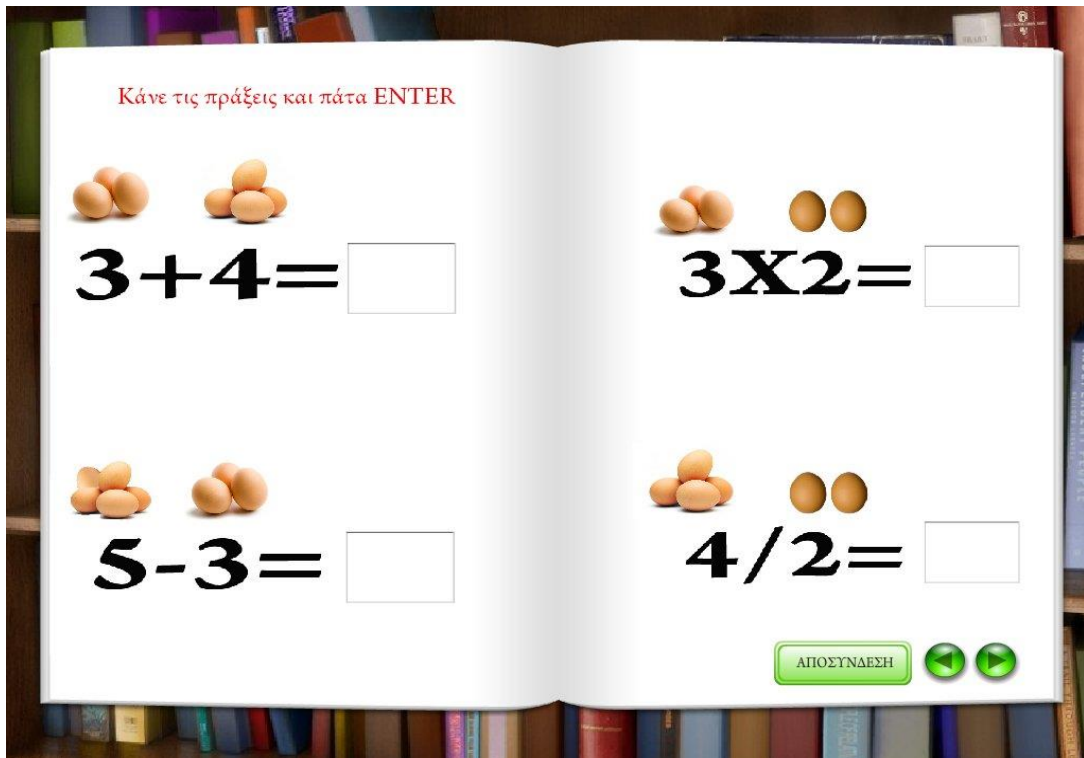 Κάνε τις πράξεις και πάτα ENTER
3+4=
5-3=
3X2=
4/2=
ΑΠΟΣΥΝΔΕΣΗ